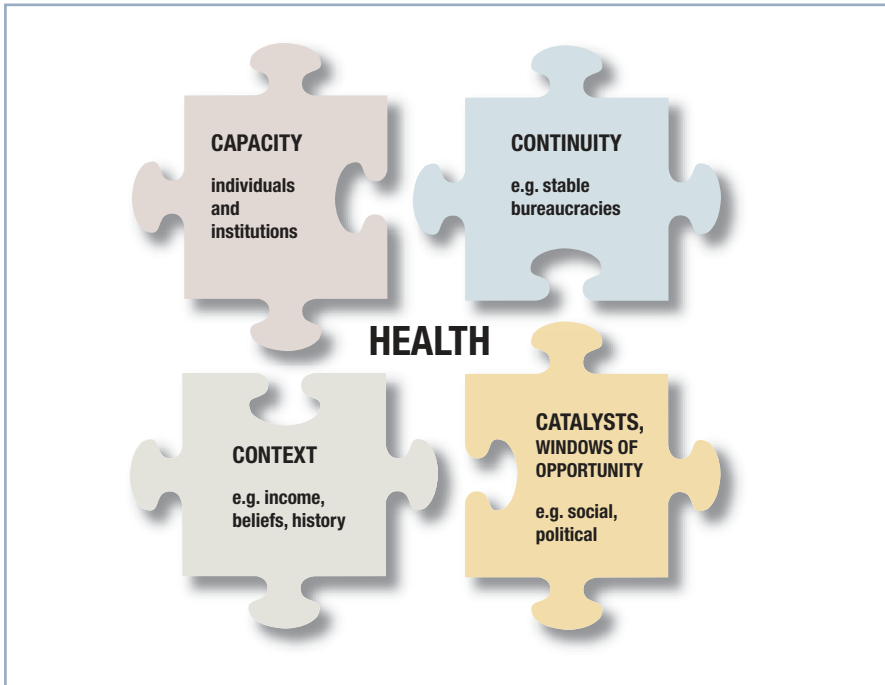 CAPACITY
individuals
and
institutions
CONTINUITY
e.g. stable
bureaucracies
HEALTH
CONTEXT
e.g. income,
beliefs, history
CATALYSTS,
WINDOWS OF
OPPORTUNITY
e.g. social,
political